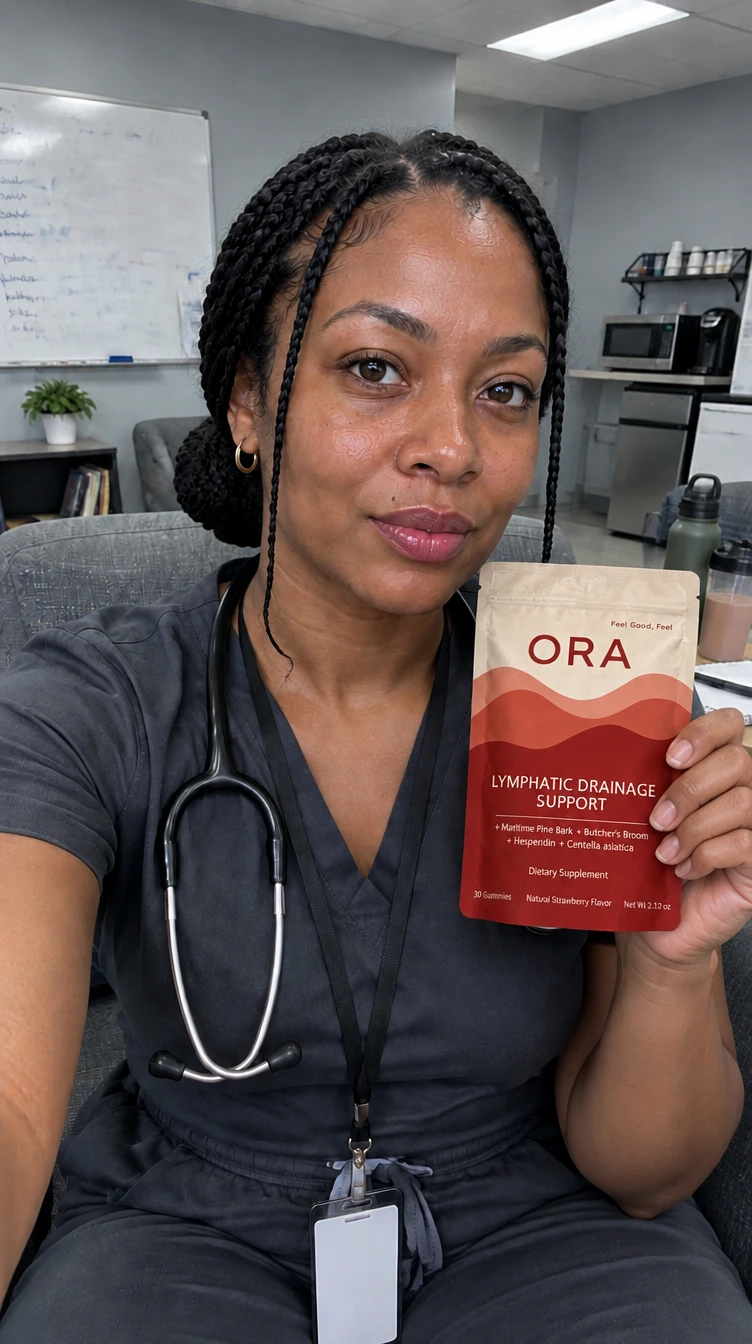 Feel Good, Feel
ORA
LYMPHATIC DRAINAGE
SUPPORT
+ Maritime Pine Bark + Butcher's Broom
+ Hesperidin + Centella asiatica
Dietary Supplement
30 Gummies Natural Strawberry Flavor Net Wt 2.12 oz